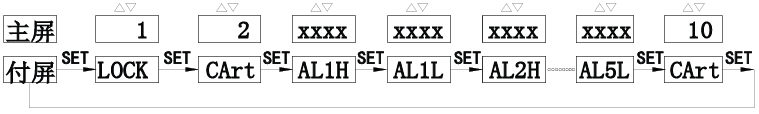 △▽ △▽ △▽ △▽ △▽ △▽ △▽
主屏 1 2 xxxx xxxx xxxx xxxx 10
付屏 SET LOCK SET CArt SET AL1H SET AL1L SET AL2H SET AL5L SET CArt SET